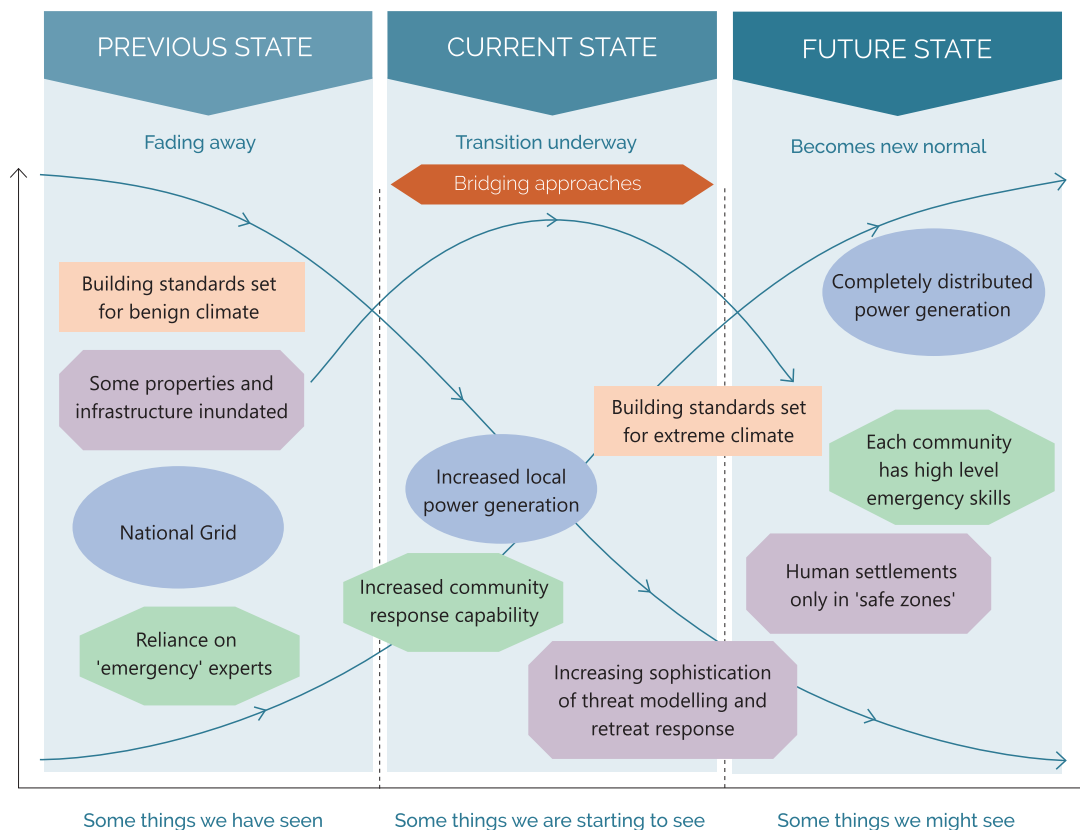 PREVIOUS STATE
CURRENT STATE
FUTURE STATE
Fading away
Transition underway
Becomes new normal
Bridging approaches
Building standards set
for benign climate
Some properties and
infrastructure inundated
National Grid
Reliance on
'emergency' experts
Increased local
power generation
Increased community
response capability
Building standards set
for extreme climate
Increasing sophistication
of threat modelling and
retreat response
Completely distributed
power generation
Each community
has high level
emergency skills
Human settlements
only in 'safe zones'
Some things we have seen
Some things we are starting to see
Some things we might see